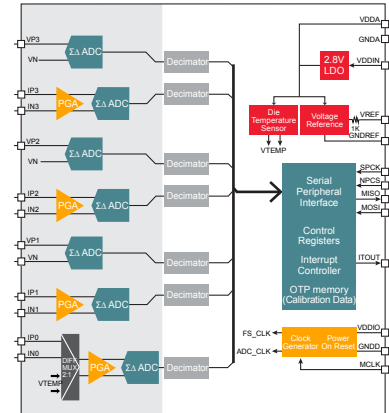 VP3
VN
ΣΔ ADC
Decimator
IP3
IN3
PGA
ΣΔ ADC
Decimator
VP2
VN
ΣΔ ADC
Decimator
IP2
IN2
PGA
ΣΔ ADC
Decimator
VP1
VN
ΣΔ ADC
Decimator
IP1
IN1
PGA
ΣΔ ADC
Decimator
IP0
IN0
DIFF
MUX
2:1
VTEMP
PGA
ΣΔ ADC
Decimator
VDDA
GNDA
2.8V
LDO
VDDIN
Die
Temperature
Sensor
Voltage
Reference
VREF
1K
GNDREF
VTEMP
Serial
Peripheral
Interface
Control
Registers
Interrupt
Controller
OTP memory
(Calibration Data)
SPCK
NPCS
MISO
MOSI
ITOUT
FS_CLK
ADC_CLK
Clock
Generator
Power
On Reset
VDDIO
GNDD
MCLK